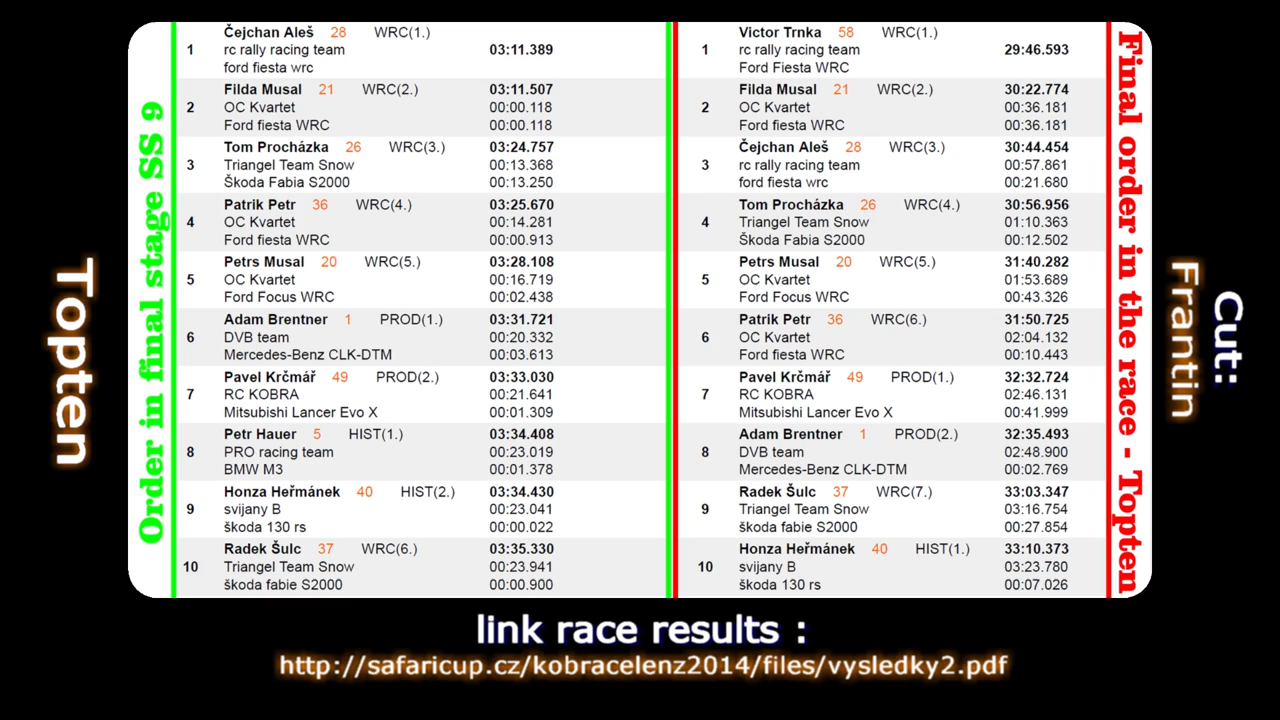 Topten
Order in final stage SS 9
1
Čejchan Aleš 28 WRC(1.)
rc rally racing team 03:11.389
ford fiesta wrc
2
Filda Musal 21 WRC(2.) 03:11.507
OC Kvartet 00:00.118
Ford fiesta WRC 00:00.118
3
Tom Procházka 26 WRC(3.) 03:24.757
Triangel Team Snow 00:13.368
Škoda Fabia S2000 00:13.250
4
Patrik Petr 36 WRC(4.) 03:25.670
OC Kvartet 00:14.281
Ford fiesta WRC 00:00.913
5
Petrs Musal 20 WRC(5.) 03:28.108
OC Kvartet 00:16.719
Ford Focus WRC 00:02.438
6
Adam Brentner 1 PROD(1.) 03:31.721
DVB team 00:20.332
Mercedes-Benz CLK-DTM 00:03.613
7
Pavel Krčmář 49 PROD(2.) 03:33.030
RC KOBRA 00:21.641
Mitsubishi Lancer Evo X 00:01.309
8
Petr Hauer 5 HIST(1.) 03:34.408
PRO racing team 00:23.019
BMW M3 00:01.378
9
Honza Heřmánek 40 HIST(2.) 03:34.430
svijany B 00:23.041
škoda 130 rs 00:00.022
10
Radek Šulc 37 WRC(6.) 03:35.330
Triangel Team Snow 00:23.941
škoda fabie S2000 00:00.900
1
Victor Trnka 58 WRC(1.)
rc rally racing team 29:46.593
Ford Fiesta WRC
2
Filda Musal 21 WRC(2.) 30:22.774
OC Kvartet 00:36.181
Ford fiesta WRC 00:36.181
3
Čejchan Aleš 28 WRC(3.) 30:44.454
rc rally racing team 00:57.861
ford fiesta wrc 00:21.680
4
Tom Procházka 26 WRC(4.) 30:56.956
Triangel Team Snow 01:10.363
Škoda Fabia S2000 00:12.502
5
Petrs Musal 20 WRC(5.) 31:40.282
OC Kvartet 01:53.689
Ford Focus WRC 00:43.326
6
Patrik Petr 36 WRC(6.) 31:50.725
OC Kvartet 02:04.132
Ford fiesta WRC 00:10.443
7
Pavel Krčmář 49 PROD(1.) 32:32.724
RC KOBRA 02:46.131
Mitsubishi Lancer Evo X 00:41.999
8
Adam Brentner 1 PROD(2.) 32:35.493
DVB team 02:48.900
Mercedes-Benz CLK-DTM 00:02.769
9
Radek Šulc 37 WRC(7.) 33:03.347
Triangel Team Snow 03:16.754
škoda fabie S2000 00:27.854
10
Honza Heřmánek 40 HIST(1.) 33:10.373
svijany B 03:23.780
škoda 130 rs 00:07.026
Final order in the race - Topten
Cut:
Frantin
link race results :
http://safaricup.cz/kobracelenz2014/files/vysledky2.pdf